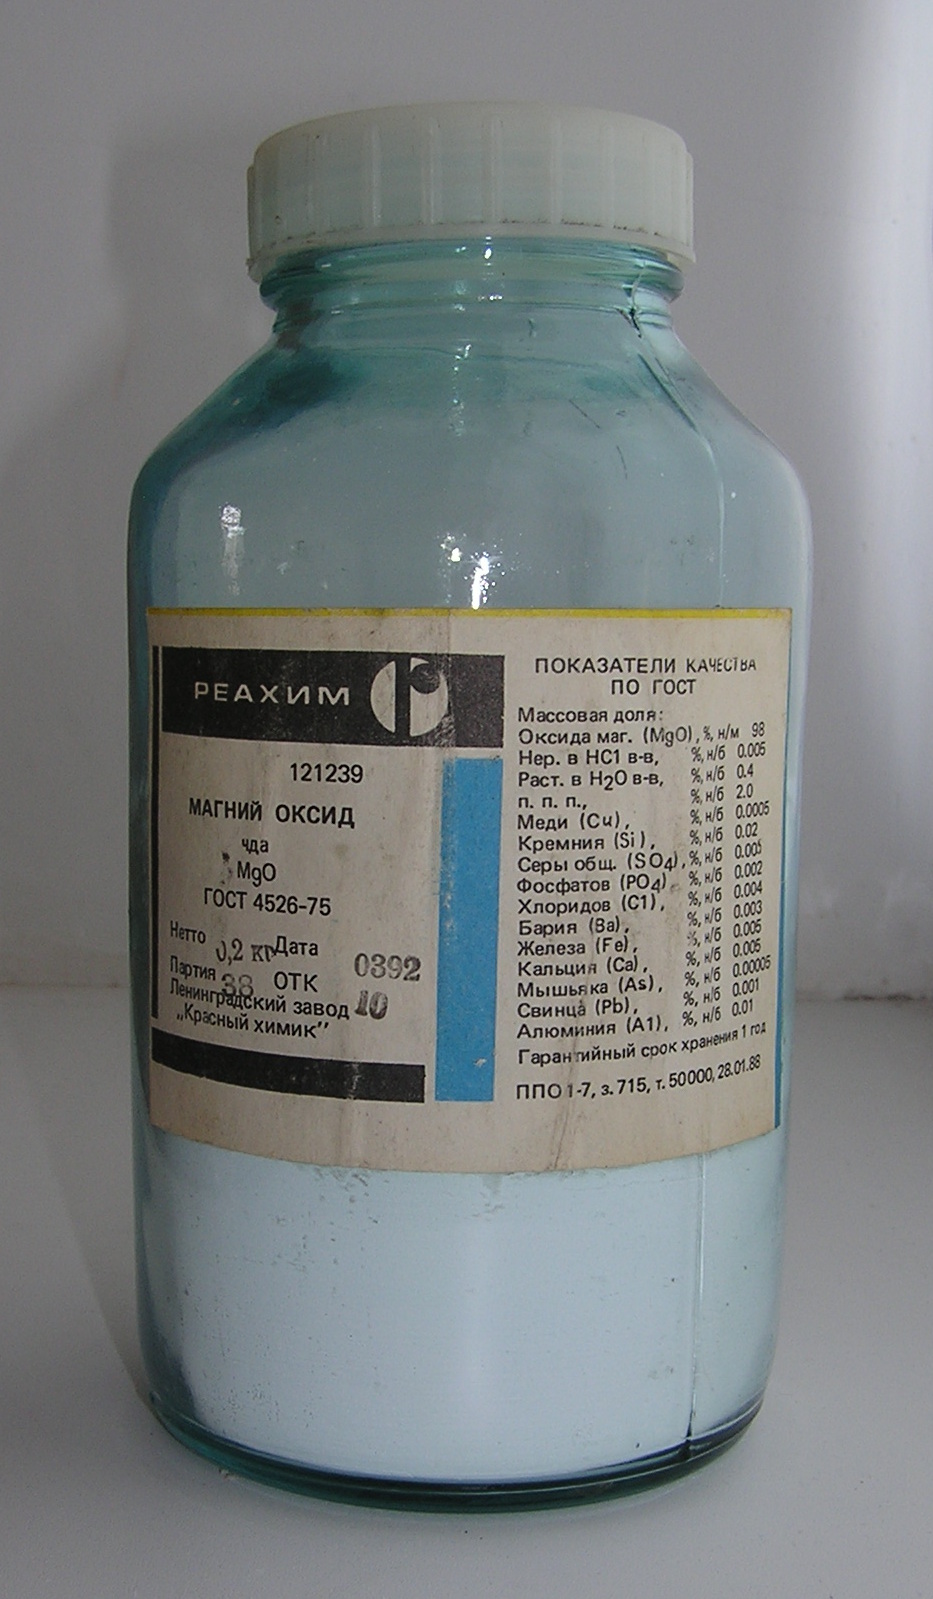 РЕАХИМ
121239
МАГНИЙ ОКСИД
чда
MgO
ГОСТ 4526-75
Нетто 0,2 кг Дата 0392
Партия 38 ОТК 10
Ленинградский завод
„Красный химик”
ПОКАЗАТЕЛИ КАЧЕСТВА
ПО ГОСТ
Массовая доля:
Оксида маг. (MgO), %, н/м 98
Нер. в HC1 в-в, %, н/б 0.005
Раст. в H2O в-в, %, н/б 0.4
п. п. п., %, н/б 2.0
Меди (Cu), %, н/б 0.0005
Кремния (Si), %, н/б 0.02
Серы общ. (SO4), %, н/б 0.005
Фосфатов (PO4), %, н/б 0.002
Хлоридов (C1), %, н/б 0.004
Бария (Ba), %, н/б 0.003
Железа (Fe), %, н/б 0.005
Кальция (Ca), %, н/б 0.005
Мышьяка (As), %, н/б 0.00005
Свинца (Pb), %, н/б 0.001
Алюминия (A1), %, н/б 0.01
Гарантийный срок хранения 1 год
ППО 1-7, з. 715, т. 50000, 28.01.88